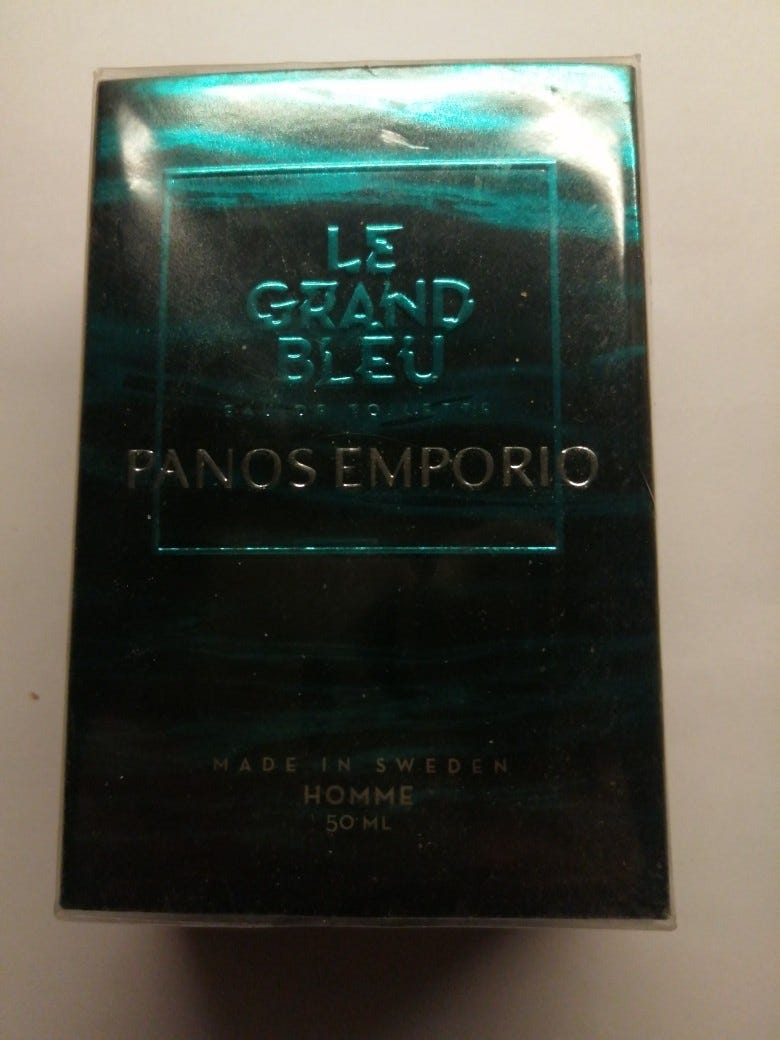 LE
GRAND
BLEU
EAU DE TOILETTE
PANOS EMPORIO
MADE IN SWEDEN
HOMME
50 ML